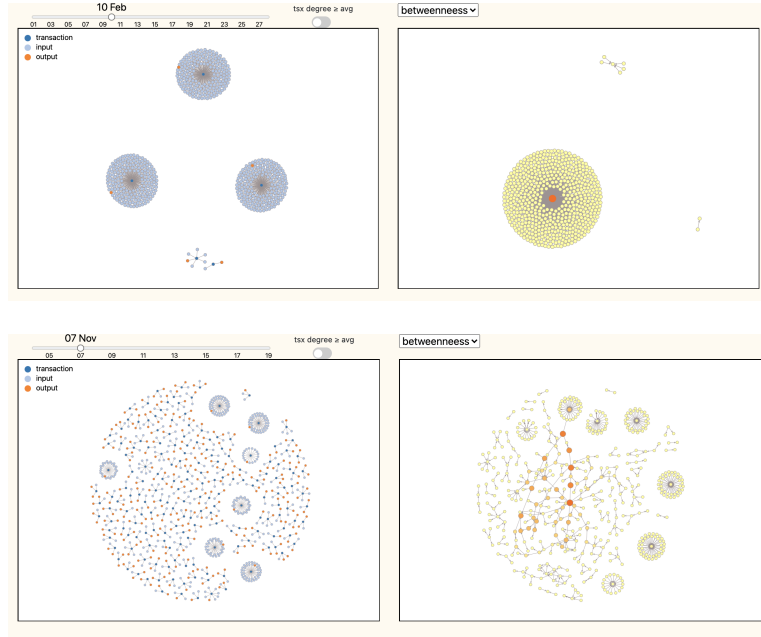 10 Feb
tsx degree ≥ avg
betweenneess
01 03 05 07 09 11 13 15 17 19 21 23 25 27
transaction
input
output
07 Nov
tsx degree ≥ avg
betweenneess
05 07 09 11 13 15 17 19
transaction
input
output